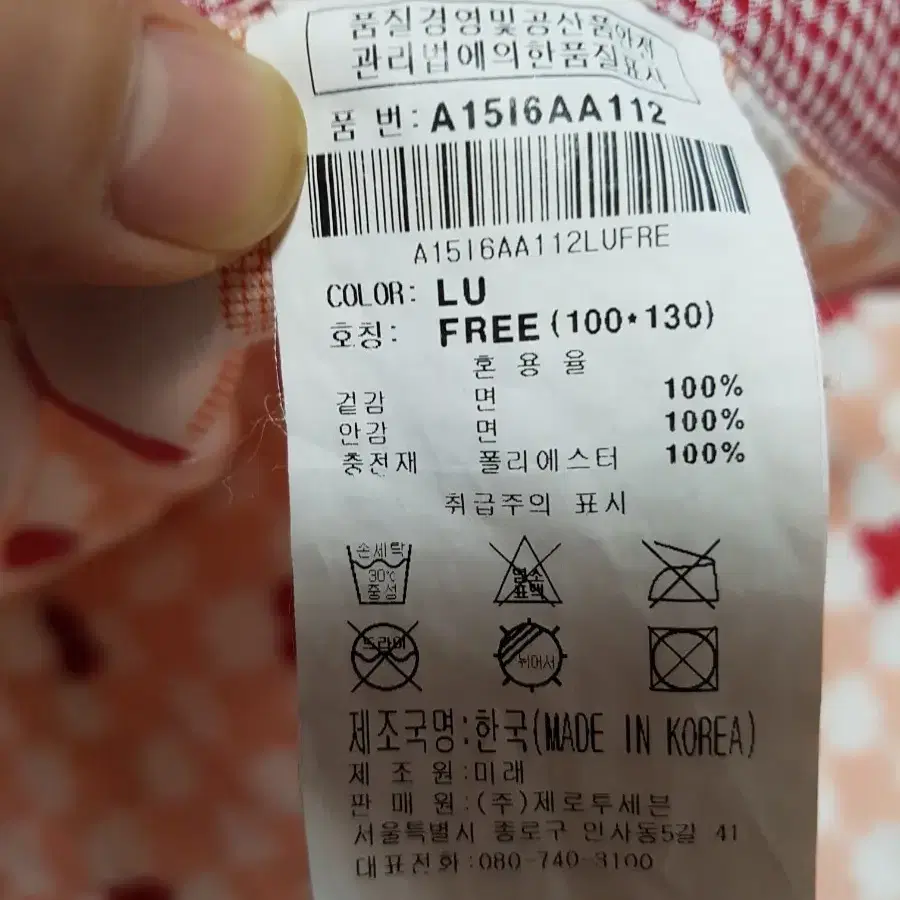 품질경영및공산품안전
관리법에의한품질표시
품 번: A15I6AA112
A15I6AA112LUFRE
COLOR: LU
호칭: FREE (100*130)
혼 용 율
겉감 면 100%
안감 면 100%
충전재 폴리에스터 100%
취급주의 표시
손세탁
30℃
중성
염소
표백
드라이
뉘어서
제조국명:한국(MADE IN KOREA)
제 조 원:미래
판 매 원:(주)제로투세븐
서울특별시 종로구 인사동5길 41
대표전화:080-740-3100